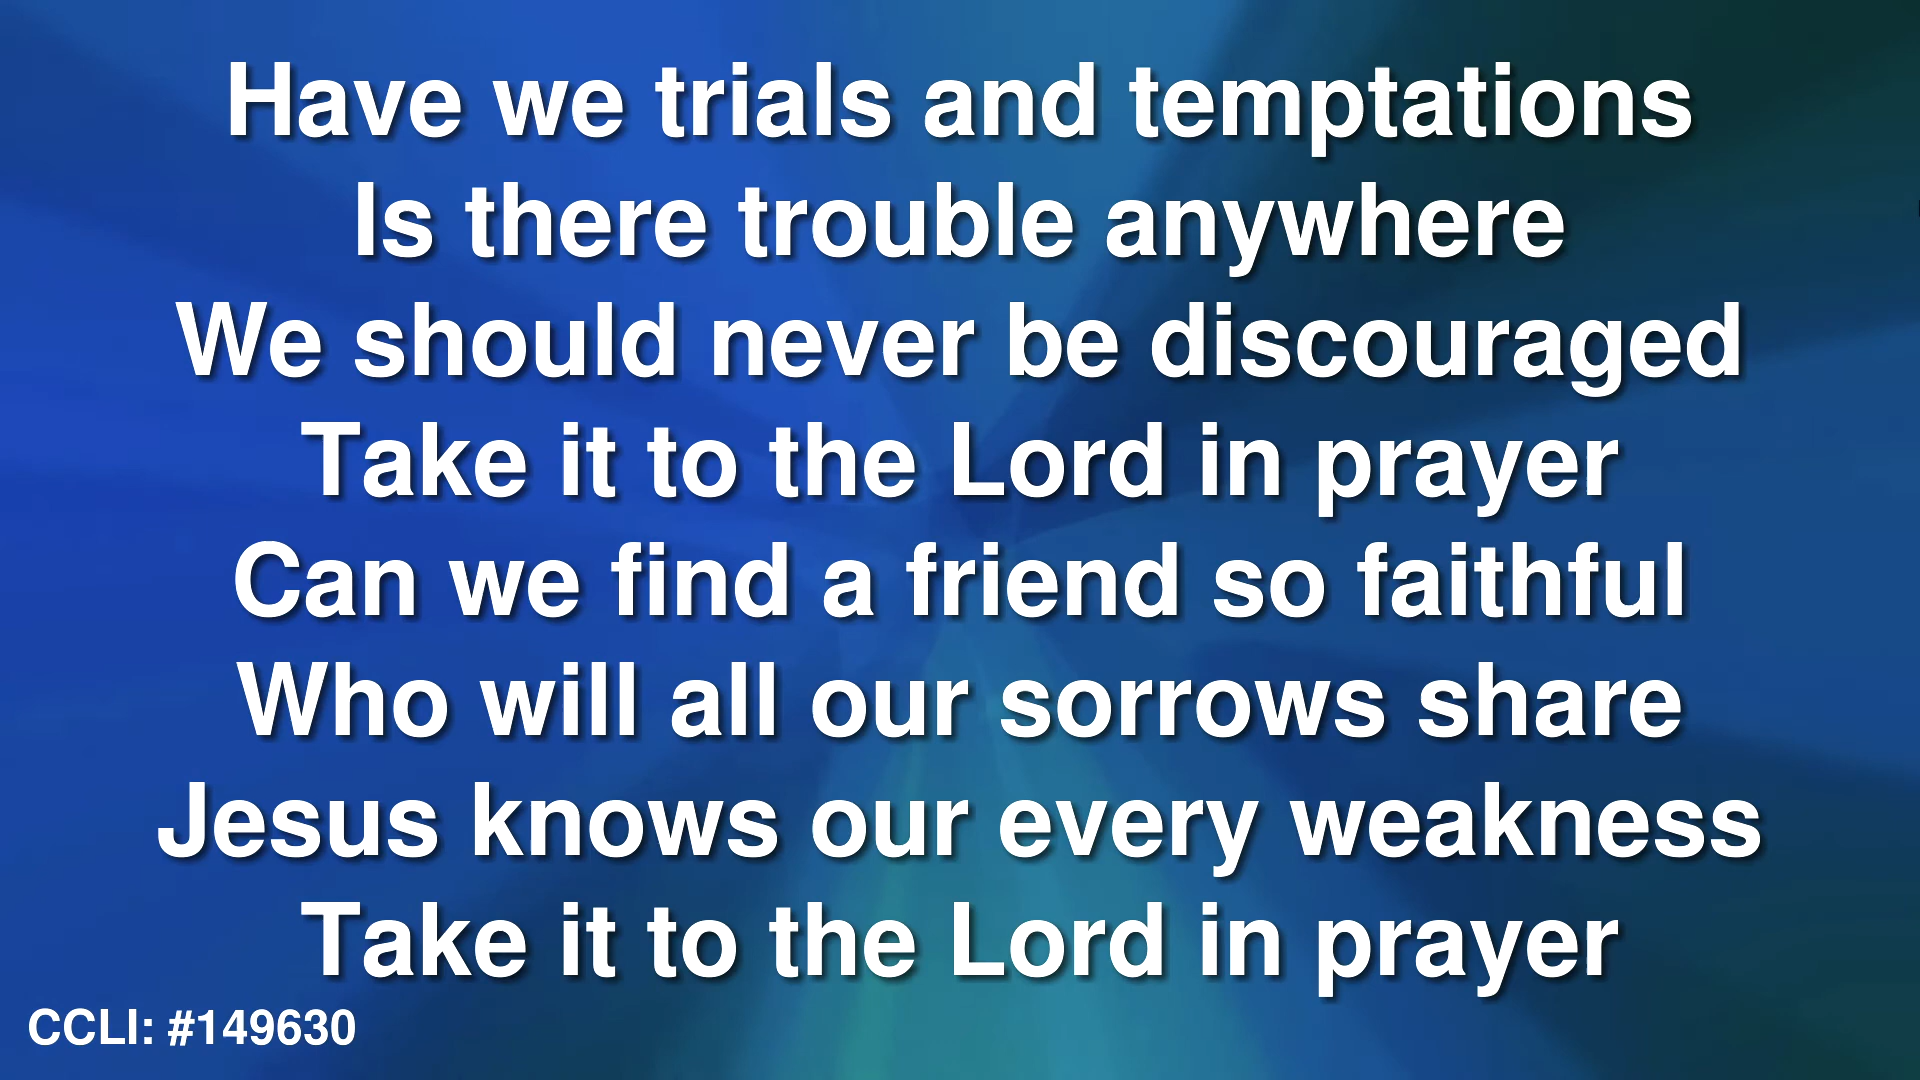 Have we trials and temptations
Is there trouble anywhere
We should never be discouraged
Take it to the Lord in prayer
Can we find a friend so faithful
Who will all our sorrows share
Jesus knows our every weakness
Take it to the Lord in prayer
CCLI: #149630